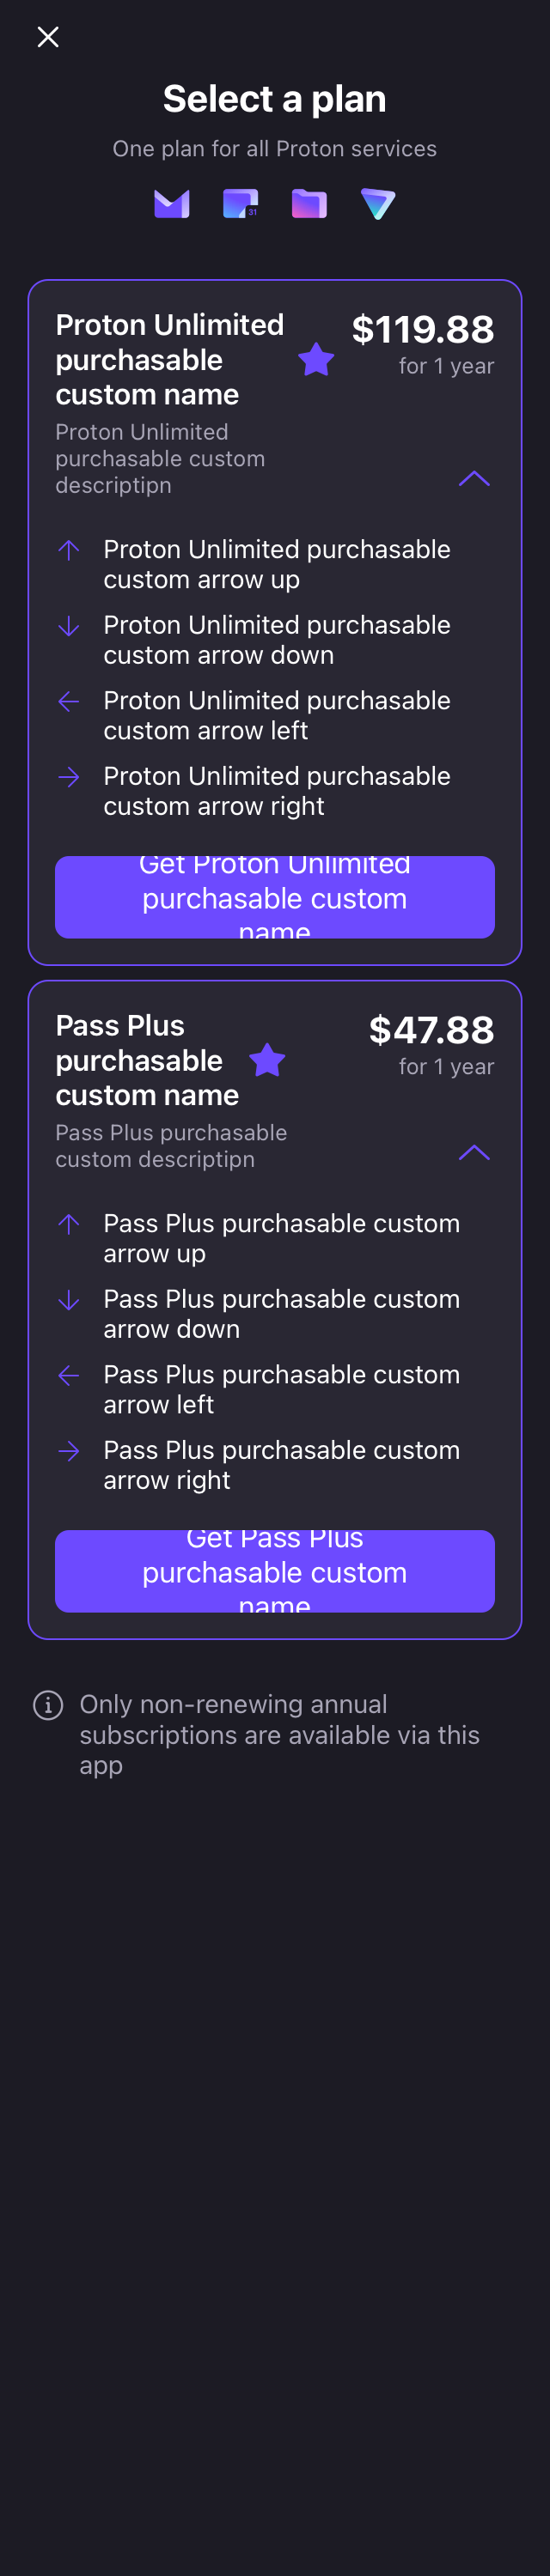 Select a plan
One plan for all Proton services
31
Proton Unlimited
purchasable
custom name
$119.88
for 1 year
Proton Unlimited
purchasable custom
descriptipn
Proton Unlimited purchasable
custom arrow up
Proton Unlimited purchasable
custom arrow down
Proton Unlimited purchasable
custom arrow left
Proton Unlimited purchasable
custom arrow right
Get Proton Unlimited
purchasable custom
name
Pass Plus
purchasable
custom name
$47.88
for 1 year
Pass Plus purchasable
custom descriptipn
Pass Plus purchasable custom
arrow up
Pass Plus purchasable custom
arrow down
Pass Plus purchasable custom
arrow left
Pass Plus purchasable custom
arrow right
Get Pass Plus
purchasable custom
name
Only non-renewing annual
subscriptions are available via this
app